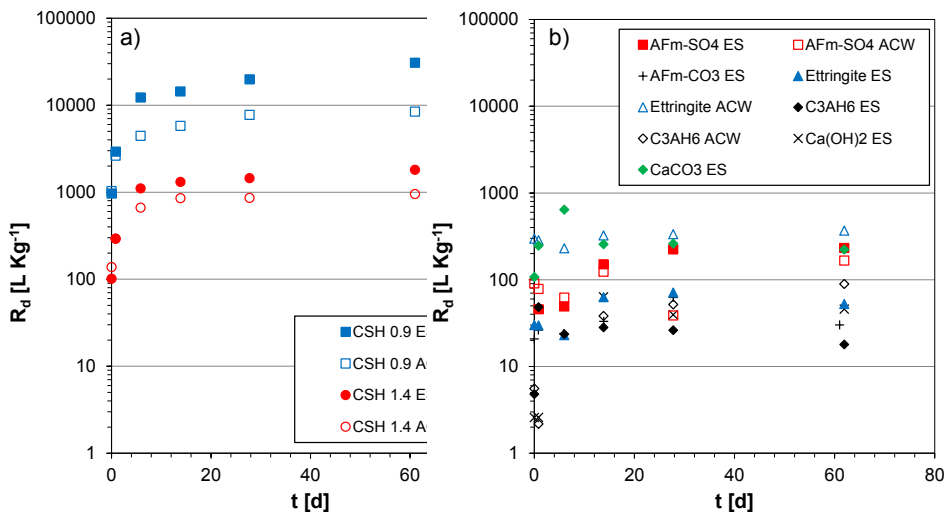 a)
100000
10000
1000
100
10
1
R_d [L Kg⁻¹]
0
20
40
60
t [d]
CSH 0.9 E
CSH 0.9 A
CSH 1.4 E
CSH 1.4 A
b)
100000
10000
1000
100
10
1
R_d [L Kg⁻¹]
0
20
40
60
80
t [d]
AFm-SO4 ES
AFm-SO4 ACW
AFm-CO3 ES
Ettringite ES
Ettringite ACW
C3AH6 ES
C3AH6 ACW
Ca(OH)2 ES
CaCO3 ES